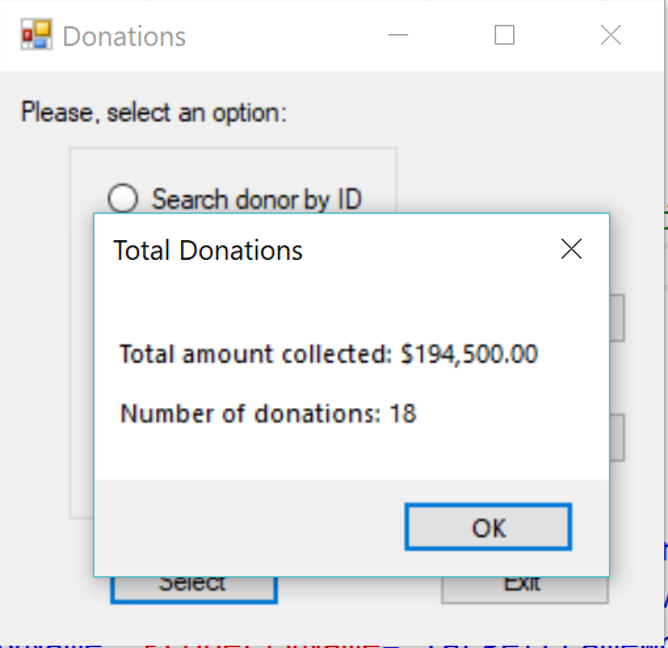 Donations
Please, select an option:
Search donor by ID
Total Donations
Total amount collected: $194,500.00
Number of donations: 18
OK
Select
Exit